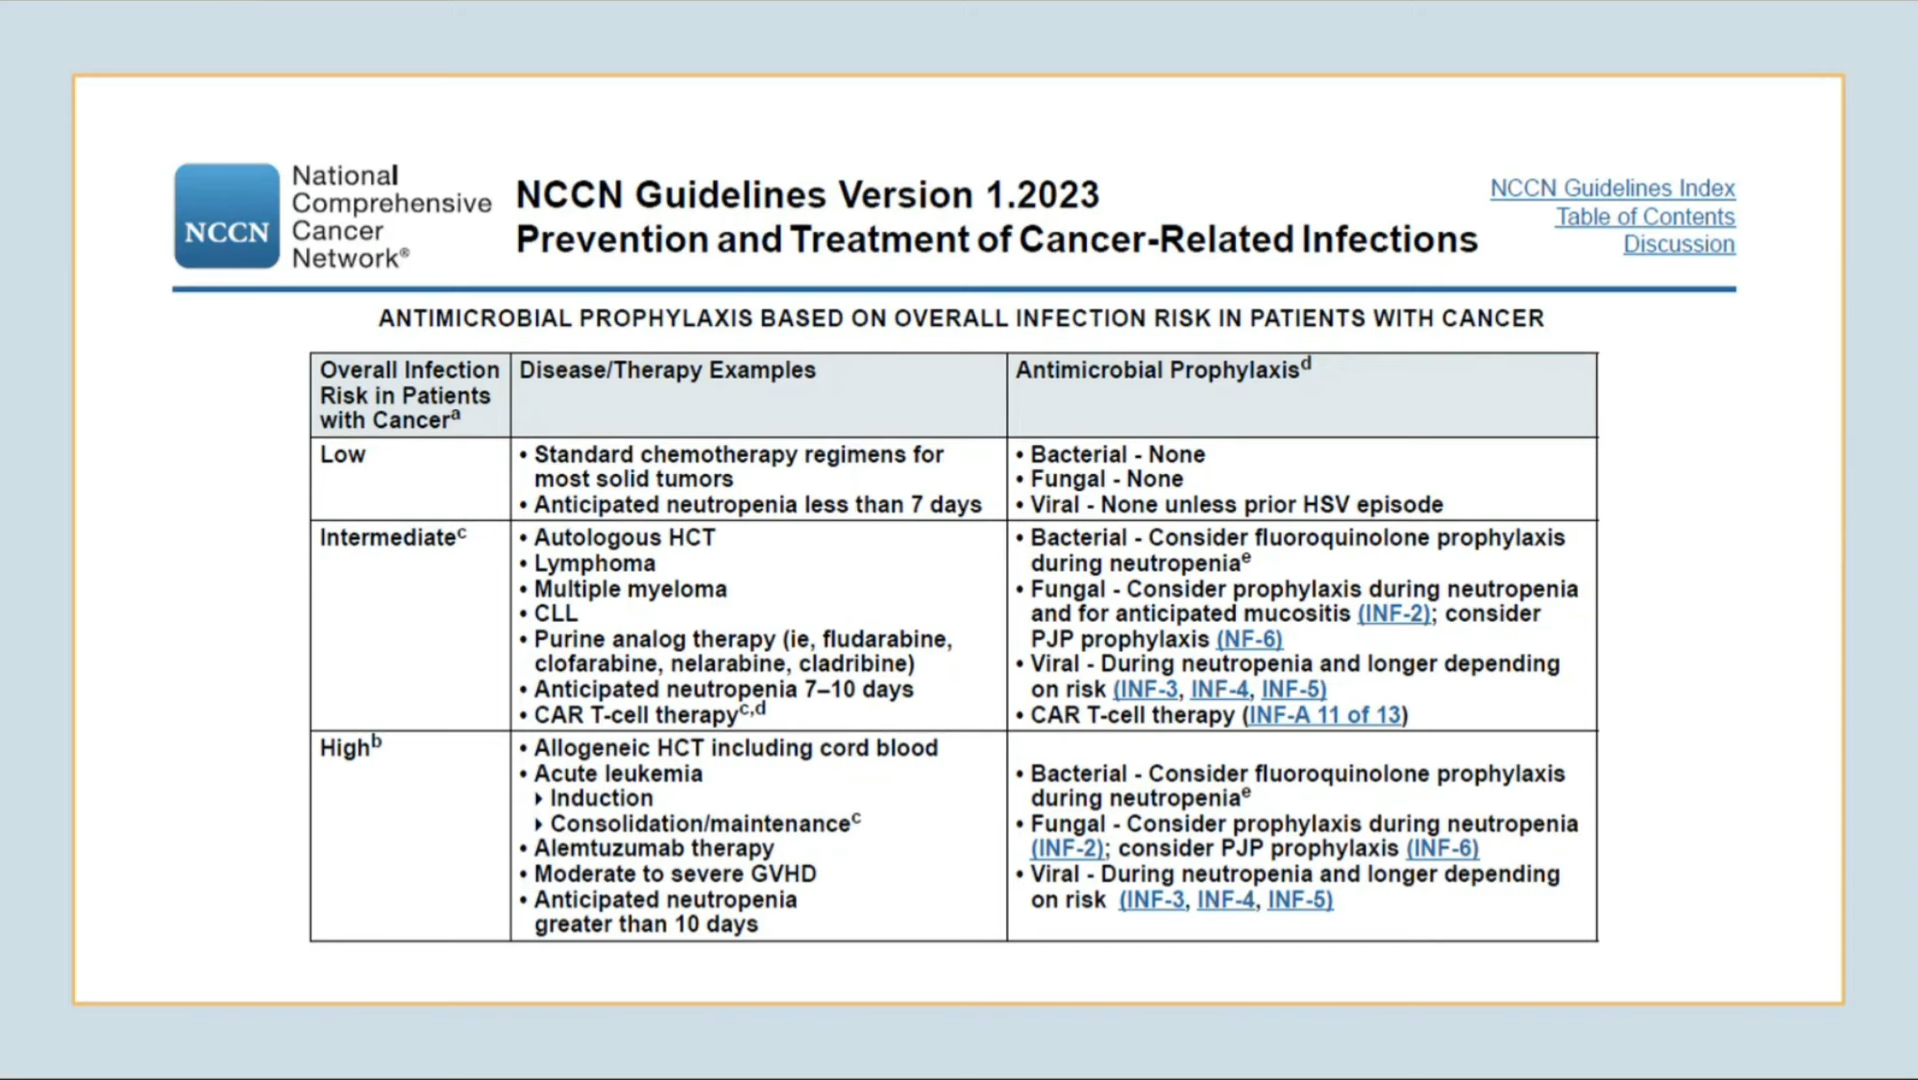 NCCN
National
Comprehensive
Cancer
Network®
NCCN Guidelines Version 1.2023
Prevention and Treatment of Cancer-Related Infections
NCCN Guidelines Index
Table of Contents
Discussion
ANTIMICROBIAL PROPHYLAXIS BASED ON OVERALL INFECTION RISK IN PATIENTS WITH CANCER
Overall Infection
Risk in Patients
with Cancerᵃ
Disease/Therapy Examples
Antimicrobial Prophylaxisᵈ
Low
• Standard chemotherapy regimens for
most solid tumors
• Anticipated neutropenia less than 7 days
• Bacterial - None
• Fungal - None
• Viral - None unless prior HSV episode
Intermediateᶜ
• Autologous HCT
• Lymphoma
• Multiple myeloma
• CLL
• Purine analog therapy (ie, fludarabine,
clofarabine, nelarabine, cladribine)
• Anticipated neutropenia 7–10 days
• CAR T-cell therapyᶜ,ᵈ
• Bacterial - Consider fluoroquinolone prophylaxis
during neutropeniaᵉ
• Fungal - Consider prophylaxis during neutropenia
and for anticipated mucositis (INF-2); consider
PJP prophylaxis (NF-6)
• Viral - During neutropenia and longer depending
on risk (INF-3, INF-4, INF-5)
• CAR T-cell therapy (INF-A 11 of 13)
Highᵇ
• Allogeneic HCT including cord blood
• Acute leukemia
‣ Induction
‣ Consolidation/maintenanceᶜ
• Alemtuzumab therapy
• Moderate to severe GVHD
• Anticipated neutropenia
greater than 10 days
• Bacterial - Consider fluoroquinolone prophylaxis
during neutropeniaᵉ
• Fungal - Consider prophylaxis during neutropenia
(INF-2); consider PJP prophylaxis (INF-6)
• Viral - During neutropenia and longer depending
on risk (INF-3, INF-4, INF-5)